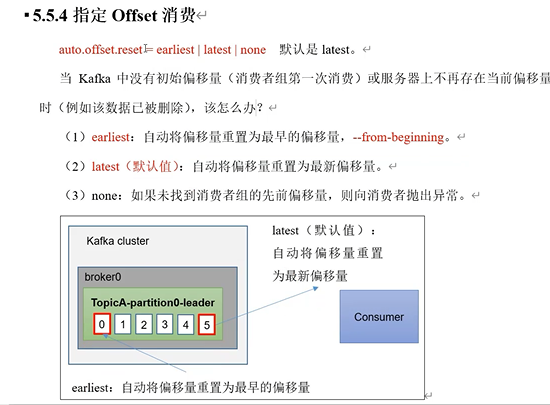 5.5.4 指定 Offset 消费
auto.offset.reset = earliest | latest | none 默认是 latest。
当 Kafka 中没有初始偏移量（消费者组第一次消费）或服务器上不再存在当前偏移量
时（例如该数据已被删除），该怎么办？
（1）earliest：自动将偏移量重置为最早的偏移量，--from-beginning。
（2）latest（默认值）：自动将偏移量重置为最新偏移量。
（3）none：如果未找到消费者组的先前偏移量，则向消费者抛出异常。
Kafka cluster
broker0
TopicA-partition0-leader
0 1 2 3 4 5
latest（默认值）：
自动将偏移量重置
为最新偏移量
Consumer
earliest：自动将偏移量重置为最早的偏移量